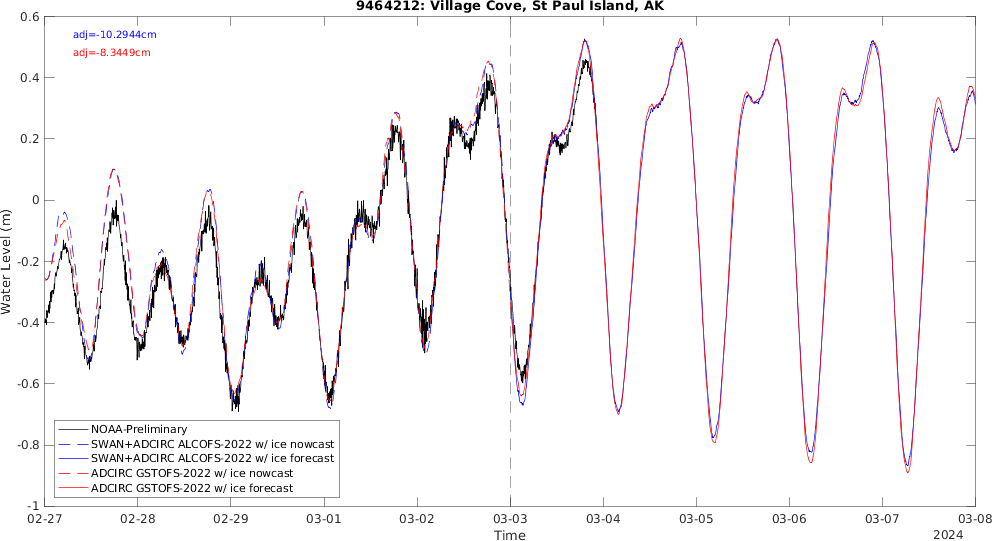 9464212: Village Cove, St Paul Island, AK
adj=-10.2944cm
adj=-8.3449cm
0.6
0.4
0.2
0
-0.2
-0.4
-0.6
-0.8
-1
Water Level (m)
NOAA-Preliminary
SWAN+ADCIRC ALCOFS-2022 w/ ice nowcast
SWAN+ADCIRC ALCOFS-2022 w/ ice forecast
ADCIRC GSTOFS-2022 w/ ice nowcast
ADCIRC GSTOFS-2022 w/ ice forecast
02-27 02-28 02-29 03-01 03-02 03-03 03-04 03-05 03-06 03-07 03-08
Time
2024